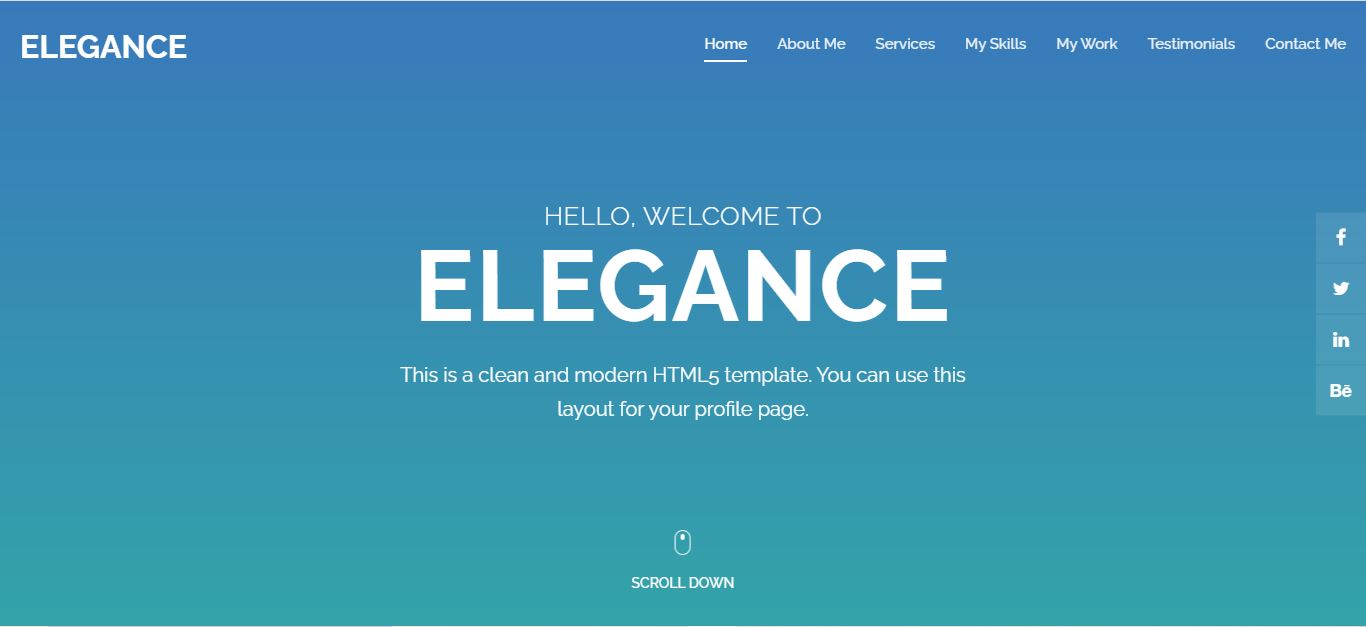 ELEGANCE
Home About Me Services My Skills My Work Testimonials Contact Me
HELLO, WELCOME TO
ELEGANCE
This is a clean and modern HTML5 template. You can use this
layout for your profile page.
Bē
SCROLL DOWN